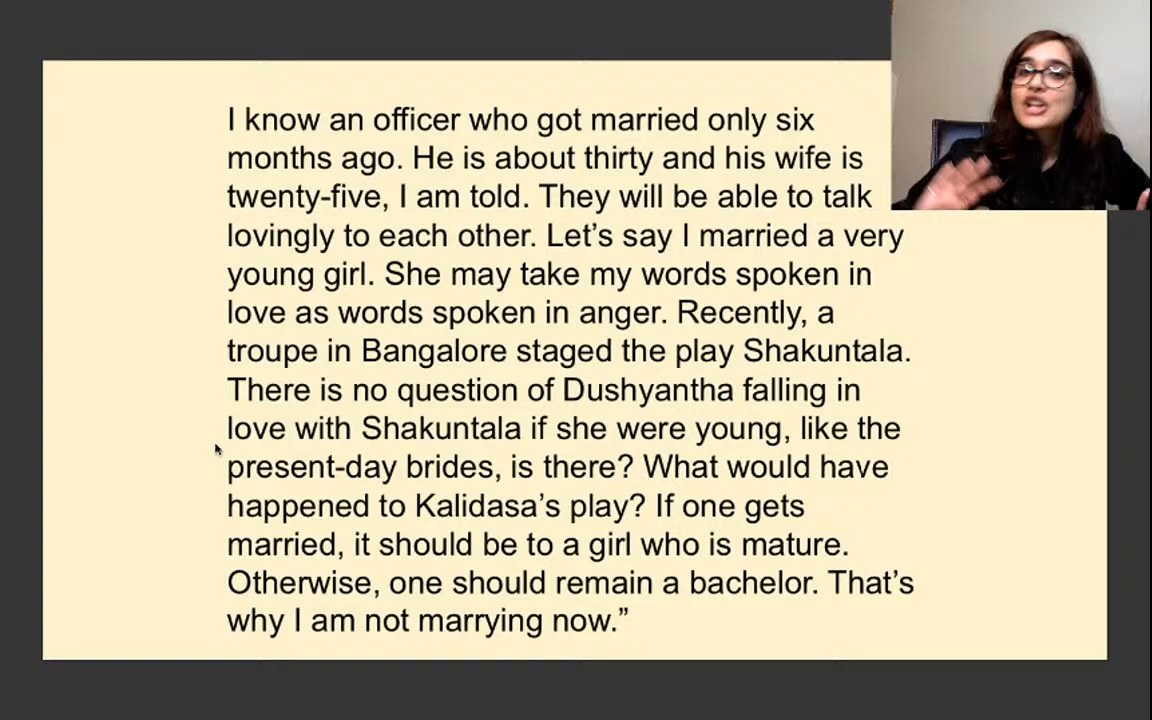 I know an officer who got married only six
months ago. He is about thirty and his wife is
twenty-five, I am told. They will be able to talk
lovingly to each other. Let’s say I married a very
young girl. She may take my words spoken in
love as words spoken in anger. Recently, a
troupe in Bangalore staged the play Shakuntala.
There is no question of Dushyantha falling in
love with Shakuntala if she were young, like the
present-day brides, is there? What would have
happened to Kalidasa’s play? If one gets
married, it should be to a girl who is mature.
Otherwise, one should remain a bachelor. That’s
why I am not marrying now.”